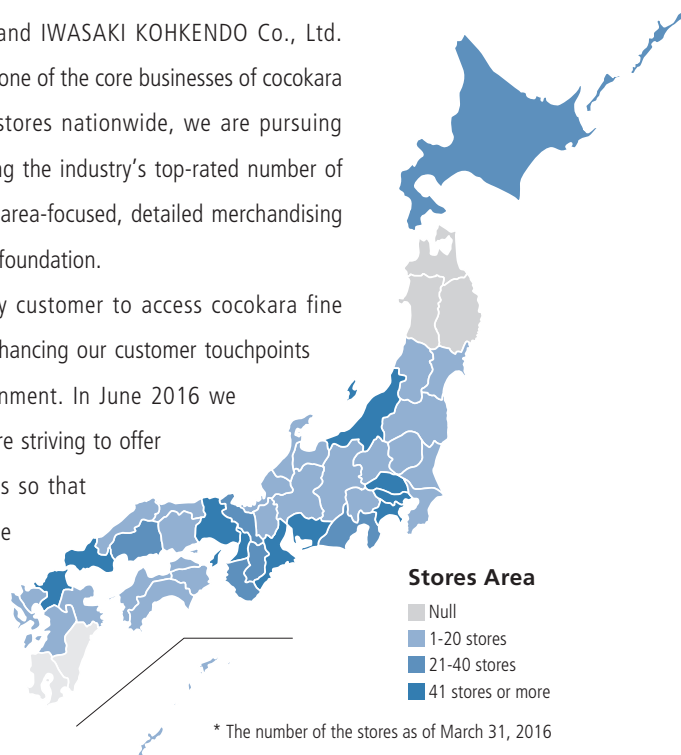 and IWASAKI KOHKENDO Co., Ltd.
one of the core businesses of cocokara
stores nationwide, we are pursuing
g the industry's top-rated number of
area-focused, detailed merchandising
foundation.
y customer to access cocokara fine
hancing our customer touchpoints
nment. In June 2016 we
re striving to offer
s so that
e
Stores Area
Null
1-20 stores
21-40 stores
41 stores or more
* The number of the stores as of March 31, 2016